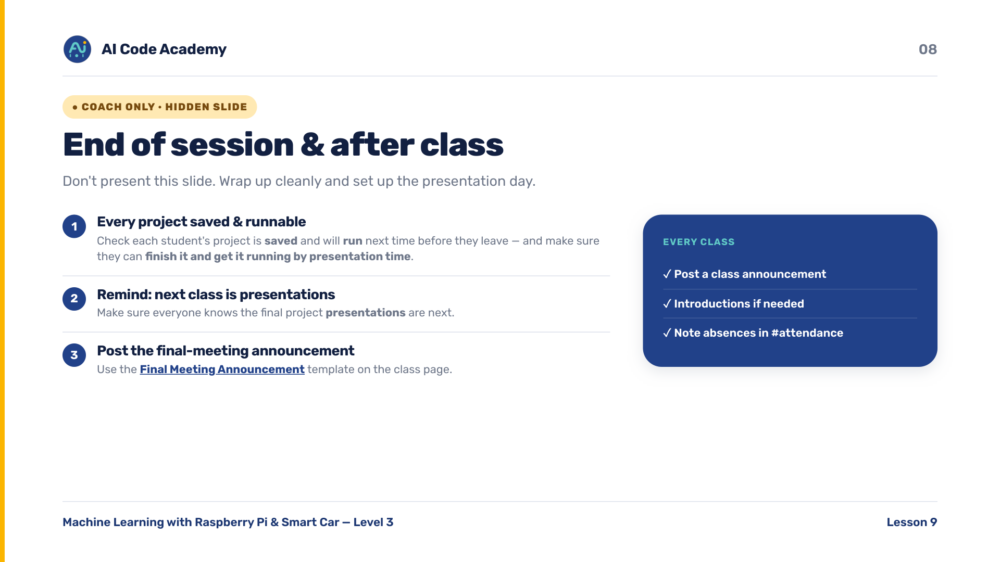 AI Code Academy
08
• COACH ONLY • HIDDEN SLIDE
End of session & after class
Don't present this slide. Wrap up cleanly and set up the presentation day.
1
Every project saved & runnable
Check each student's project is saved and will run next time before they leave — and make sure
they can finish it and get it running by presentation time.
2
Remind: next class is presentations
Make sure everyone knows the final project presentations are next.
3
Post the final-meeting announcement
Use the Final Meeting Announcement template on the class page.
EVERY CLASS
✓ Post a class announcement
✓ Introductions if needed
✓ Note absences in #attendance
Machine Learning with Raspberry Pi & Smart Car — Level 3
Lesson 9